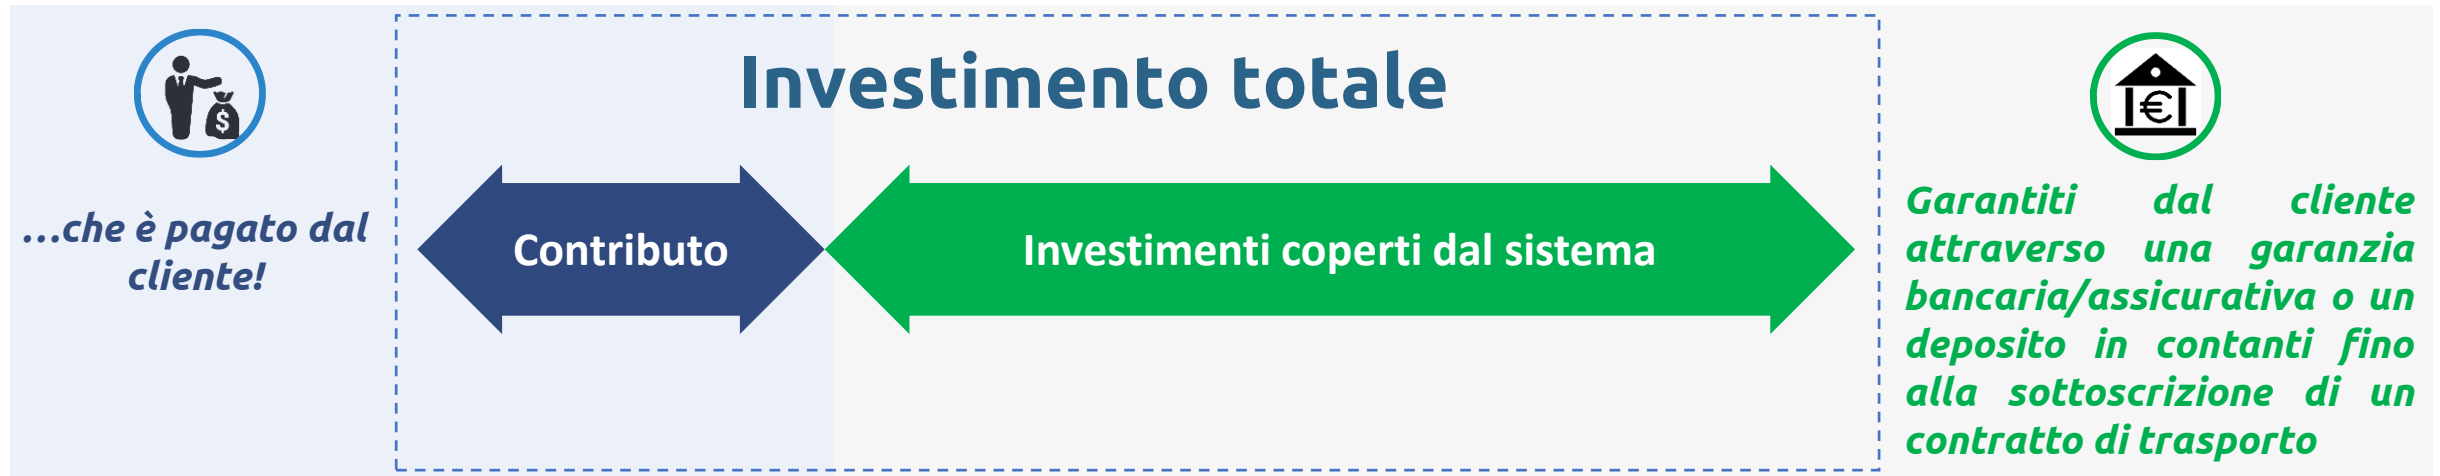 Investimento totale
…che è pagato dal
cliente!
Contributo
Investimenti coperti dal sistema
Garantiti dal cliente
attraverso una garanzia
bancaria/assicurativa o un
deposito in contanti fino
alla sottoscrizione di un
contratto di trasporto
$
€